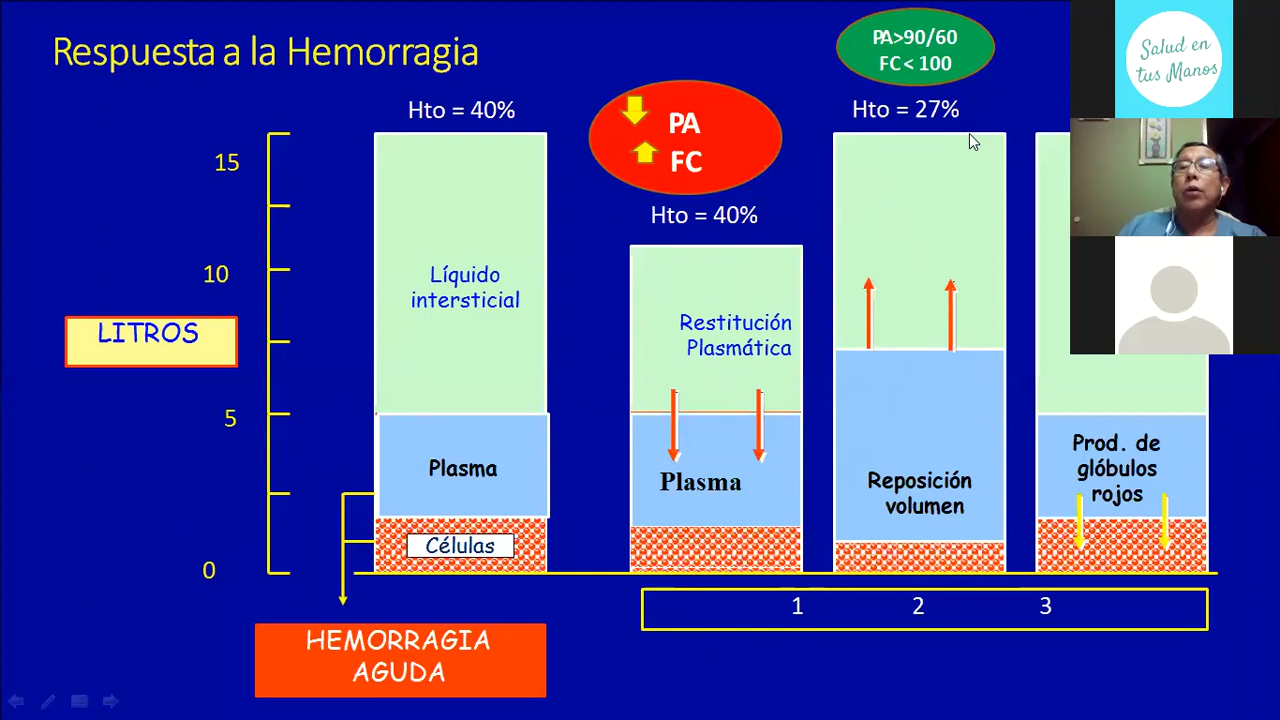 Respuesta a la Hemorragia
PA>90/60
FC < 100
Salud en
tus Manos
Hto = 40%
PA
FC
Hto = 27%
Hto = 40%
15
10
5
0
LITROS
Líquido
intersticial
Plasma
Células
Restitución
Plasmática
Plasma
Reposición
volumen
Prod. de
glóbulos
rojos
1 2 3
HEMORRAGIA
AGUDA